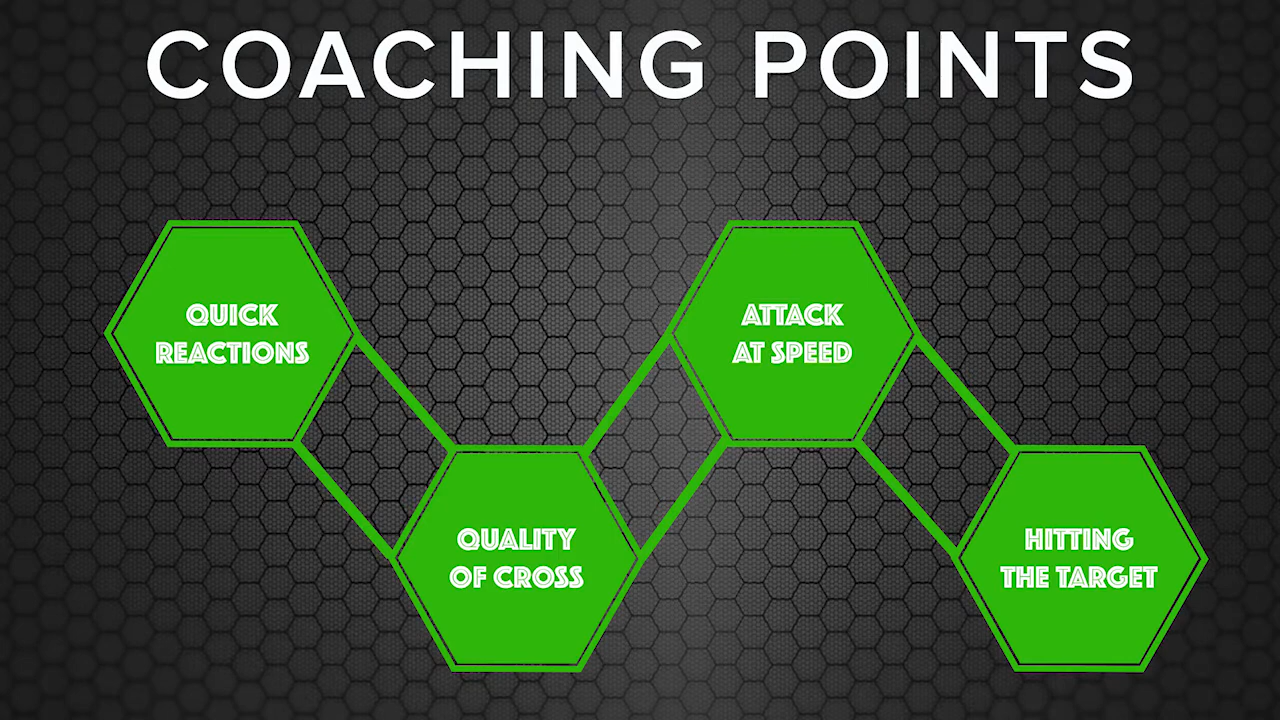 COACHING POINTS
QUICK
REACTIONS
QUALITY
OF CROSS
ATTACK
AT SPEED
HITTING
THE TARGET